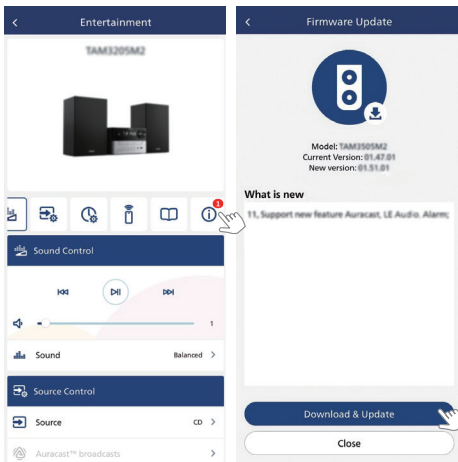 Entertainment
TAM3205M2
1
Sound Control
1
Sound
Balanced >
Source Control
Source
CD >
Auracast™ broadcasts >
< Firmware Update
Model: TAM3505M2
Current Version: 01.47.01
New version: 01.51.01
What is new
11, Support new feature Auracast, LE Audio. Alarm;
Download & Update
Close